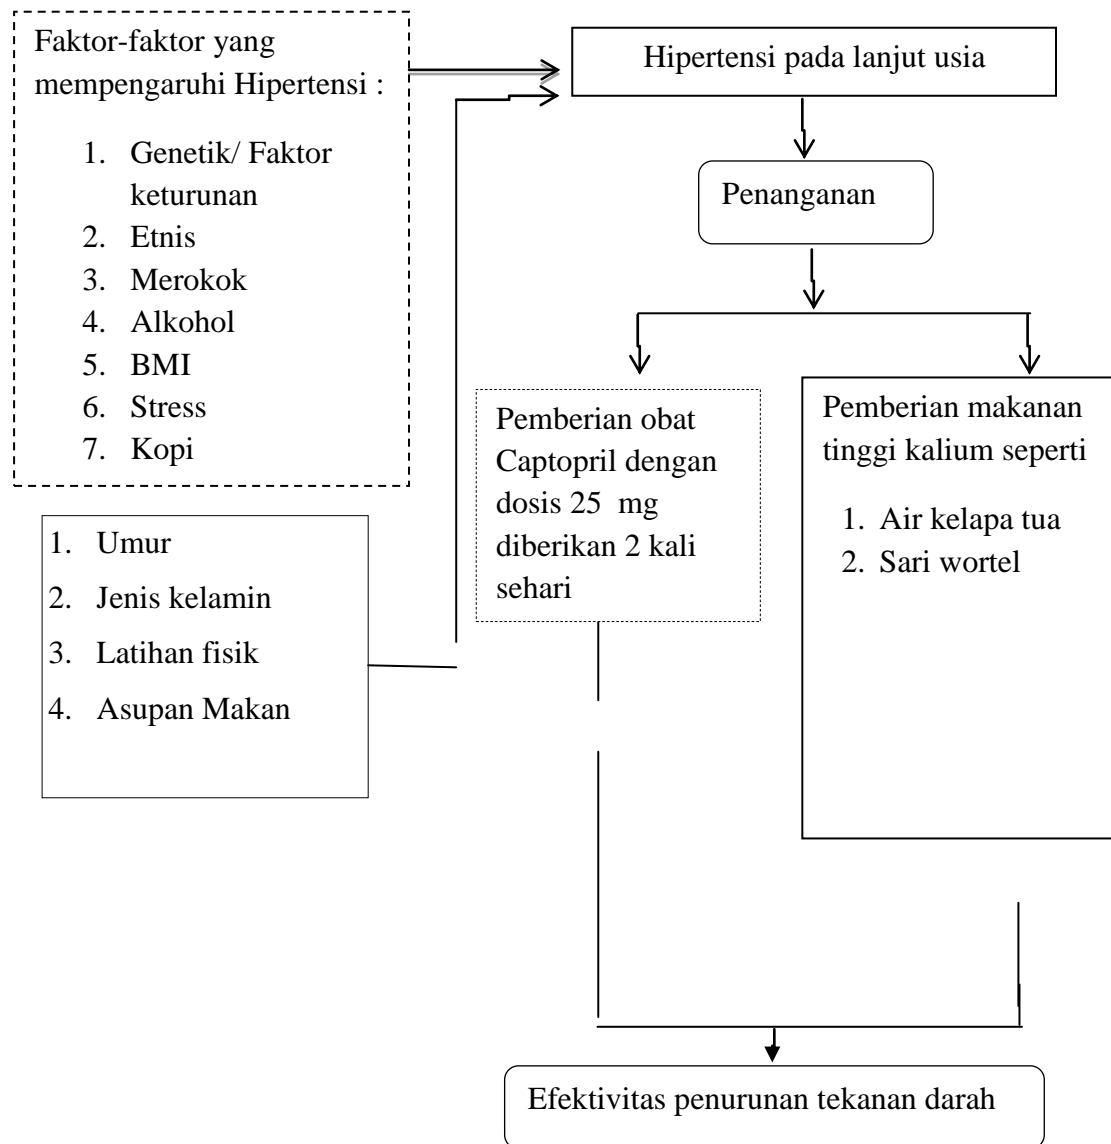 Faktor-faktor yang
mempengaruhi Hipertensi :
1. Genetik/ Faktor
keturunan
2. Etnis
3. Merokok
4. Alkohol
5. BMI
6. Stress
7. Kopi
1. Umur
2. Jenis kelamin
3. Latihan fisik
4. Asupan Makan
Hipertensi pada lanjut usia
Penanganan
Pemberian obat
Captopril dengan
dosis 25 mg
diberikan 2 kali
sehari
Pemberian makanan
tinggi kalium seperti
1. Air kelapa tua
2. Sari wortel
Efektivitas penurunan tekanan darah